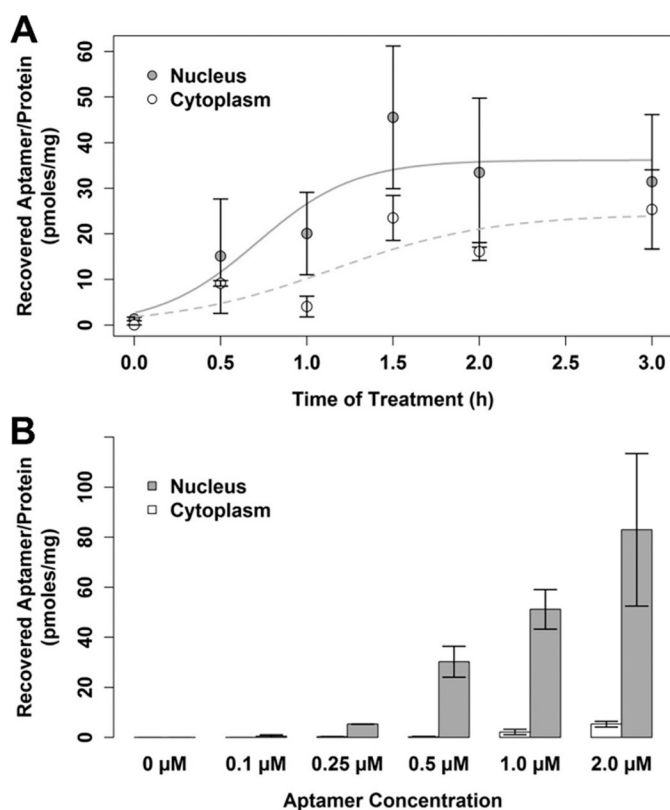 A
Recovered Aptamer/Protein
(pmoles/mg)
60
50
40
30
20
10
0
Nucleus
Cytoplasm
0.0 0.5 1.0 1.5 2.0 2.5 3.0
Time of Treatment (h)
B
Recovered Aptamer/Protein
(pmoles/mg)
100
80
60
40
20
0
Nucleus
Cytoplasm
0 µM 0.1 µM 0.25 µM 0.5 µM 1.0 µM 2.0 µM
Aptamer Concentration